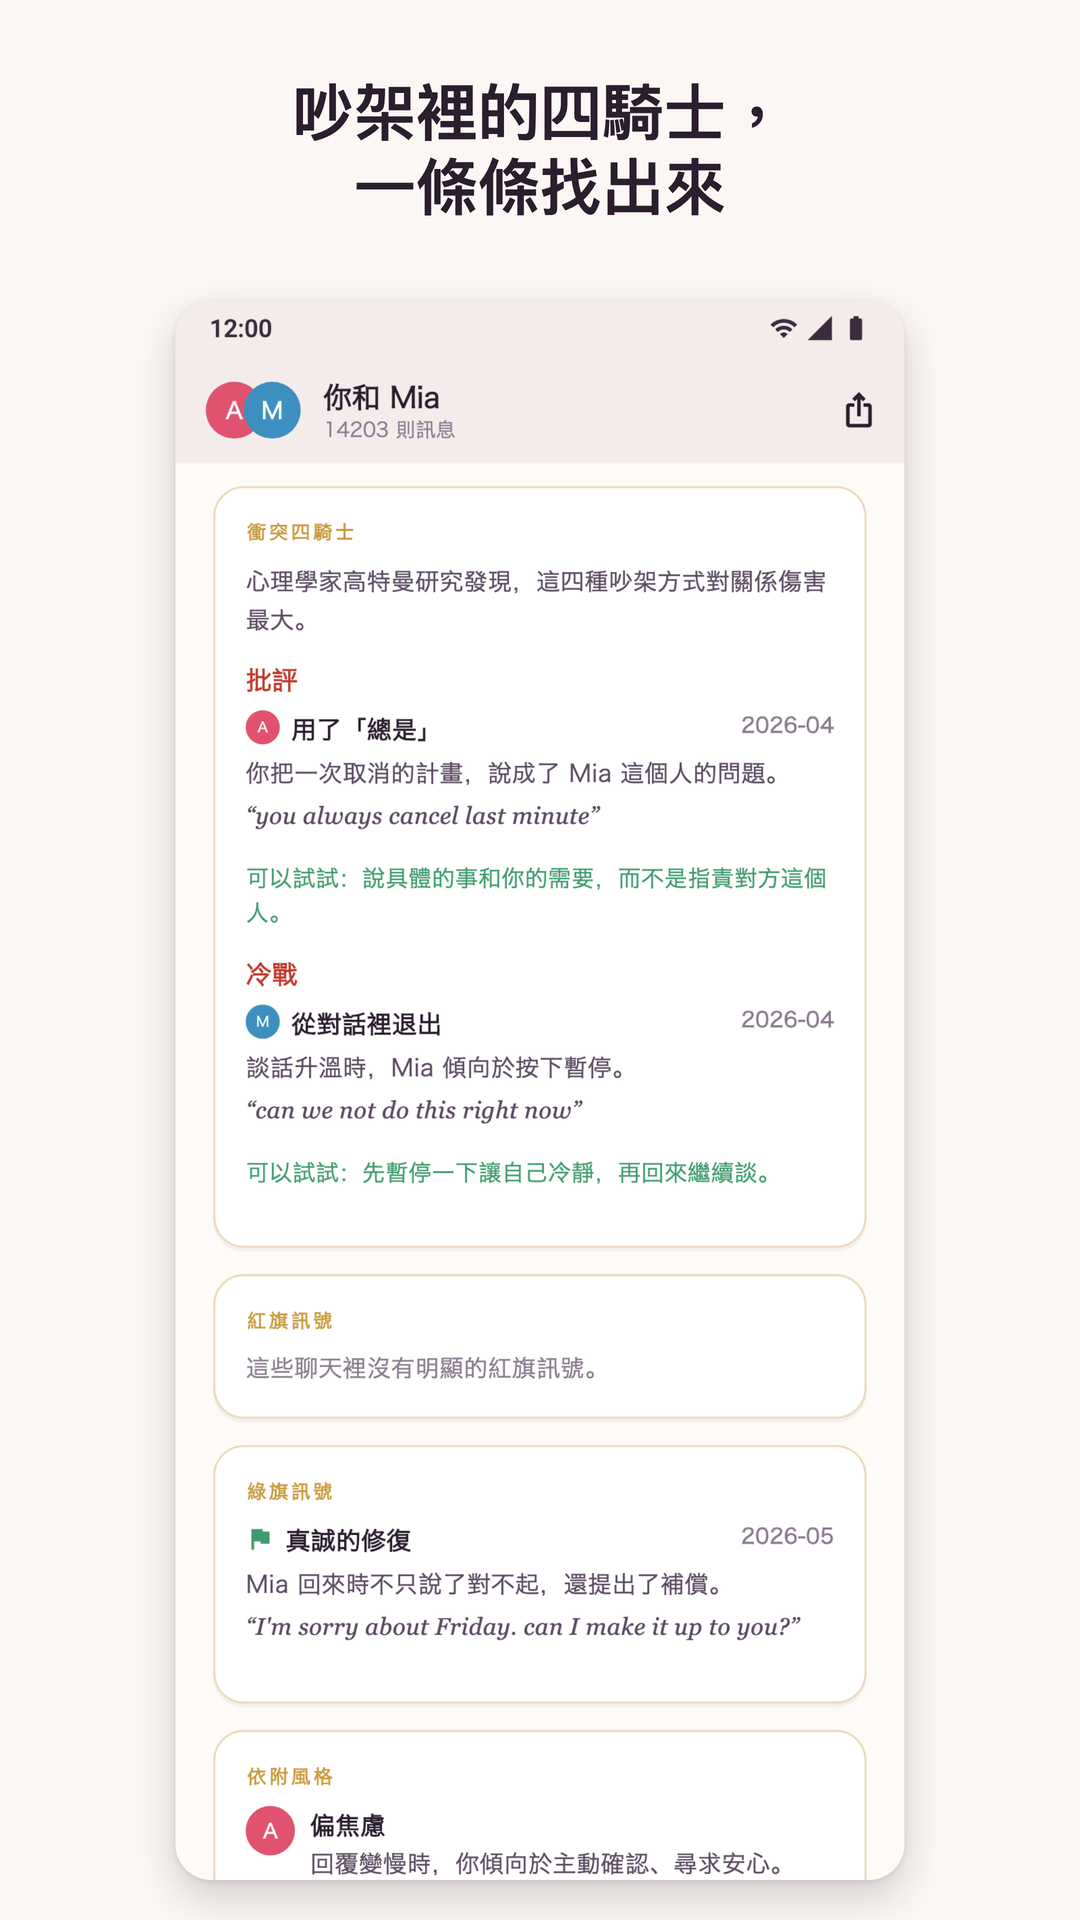 吵架裡的四騎士，
一條條找出來
12:00
A M 你和 Mia
14203 則訊息
衝突四騎士
心理學家高特曼研究發現，這四種吵架方式對關係傷害
最大。
批評
A 用了「總是」 2026-04
你把一次取消的計畫，說成了 Mia 這個人的問題。
“you always cancel last minute”
可以試試：說具體的事和你的需要，而不是指責對方這個
人。
冷戰
M 從對話裡退出 2026-04
談話升溫時，Mia 傾向於按下暫停。
“can we not do this right now”
可以試試：先暫停一下讓自己冷靜，再回來繼續談。
紅旗訊號
這些聊天裡沒有明顯的紅旗訊號。
綠旗訊號
真誠的修復 2026-05
Mia 回來時不只說了對不起，還提出了補償。
“I'm sorry about Friday. can I make it up to you?”
依附風格
A 偏焦慮
回覆變慢時，你傾向於主動確認、尋求安心。